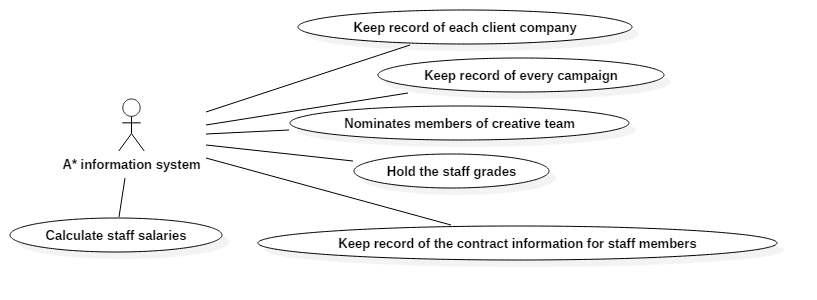 Keep record of each client company
Keep record of every campaign
Nominates members of creative team
A* information system
Hold the staff grades
Calculate staff salaries
Keep record of the contract information for staff members